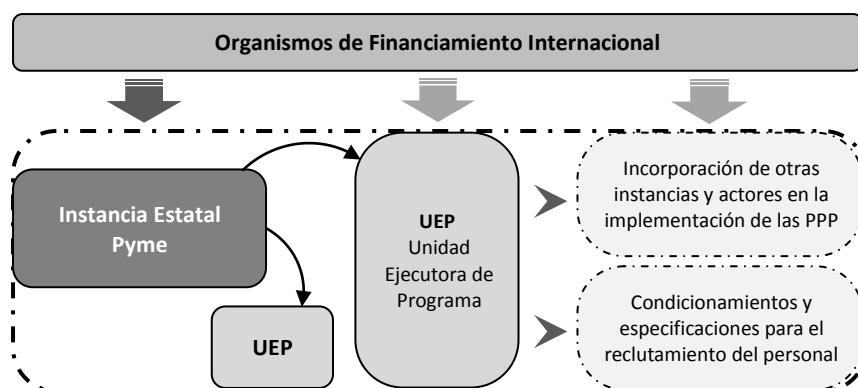 Organismos de Financiamiento Internacional
Instancia Estatal
Pyme
UEP
UEP
Unidad
Ejecutora de
Programa
Incorporación de otras
instancias y actores en la
implementación de las PPP
Condicionamientos y
especificaciones para el
reclutamiento del personal